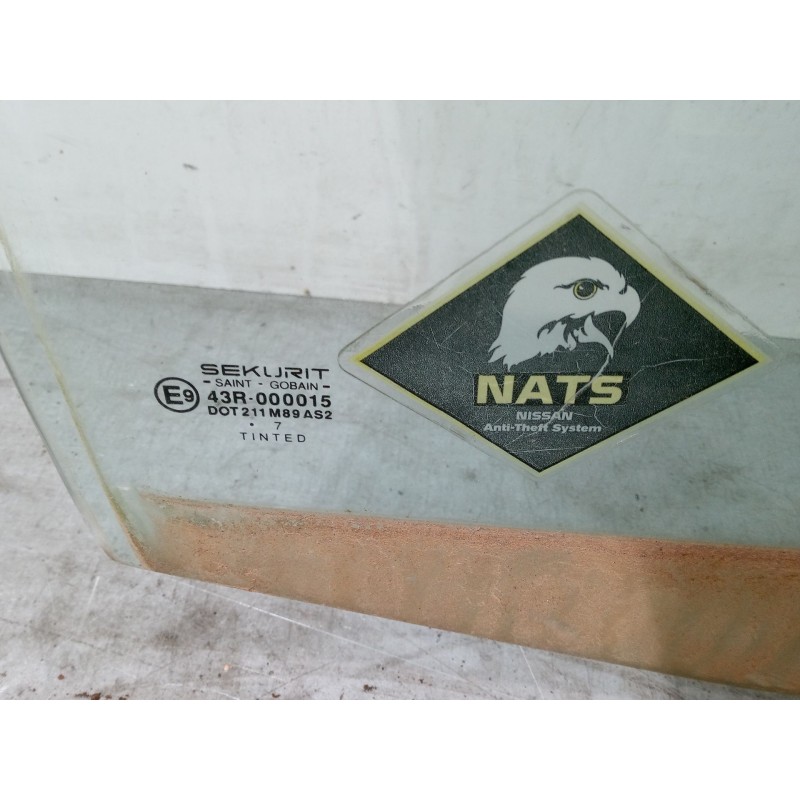 SEKURIT
- SAINT - GOBAIN -
E9 43R-000015
DOT 211 M89 AS2
. 7
TINTED
NATS
NISSAN
Anti-Theft System